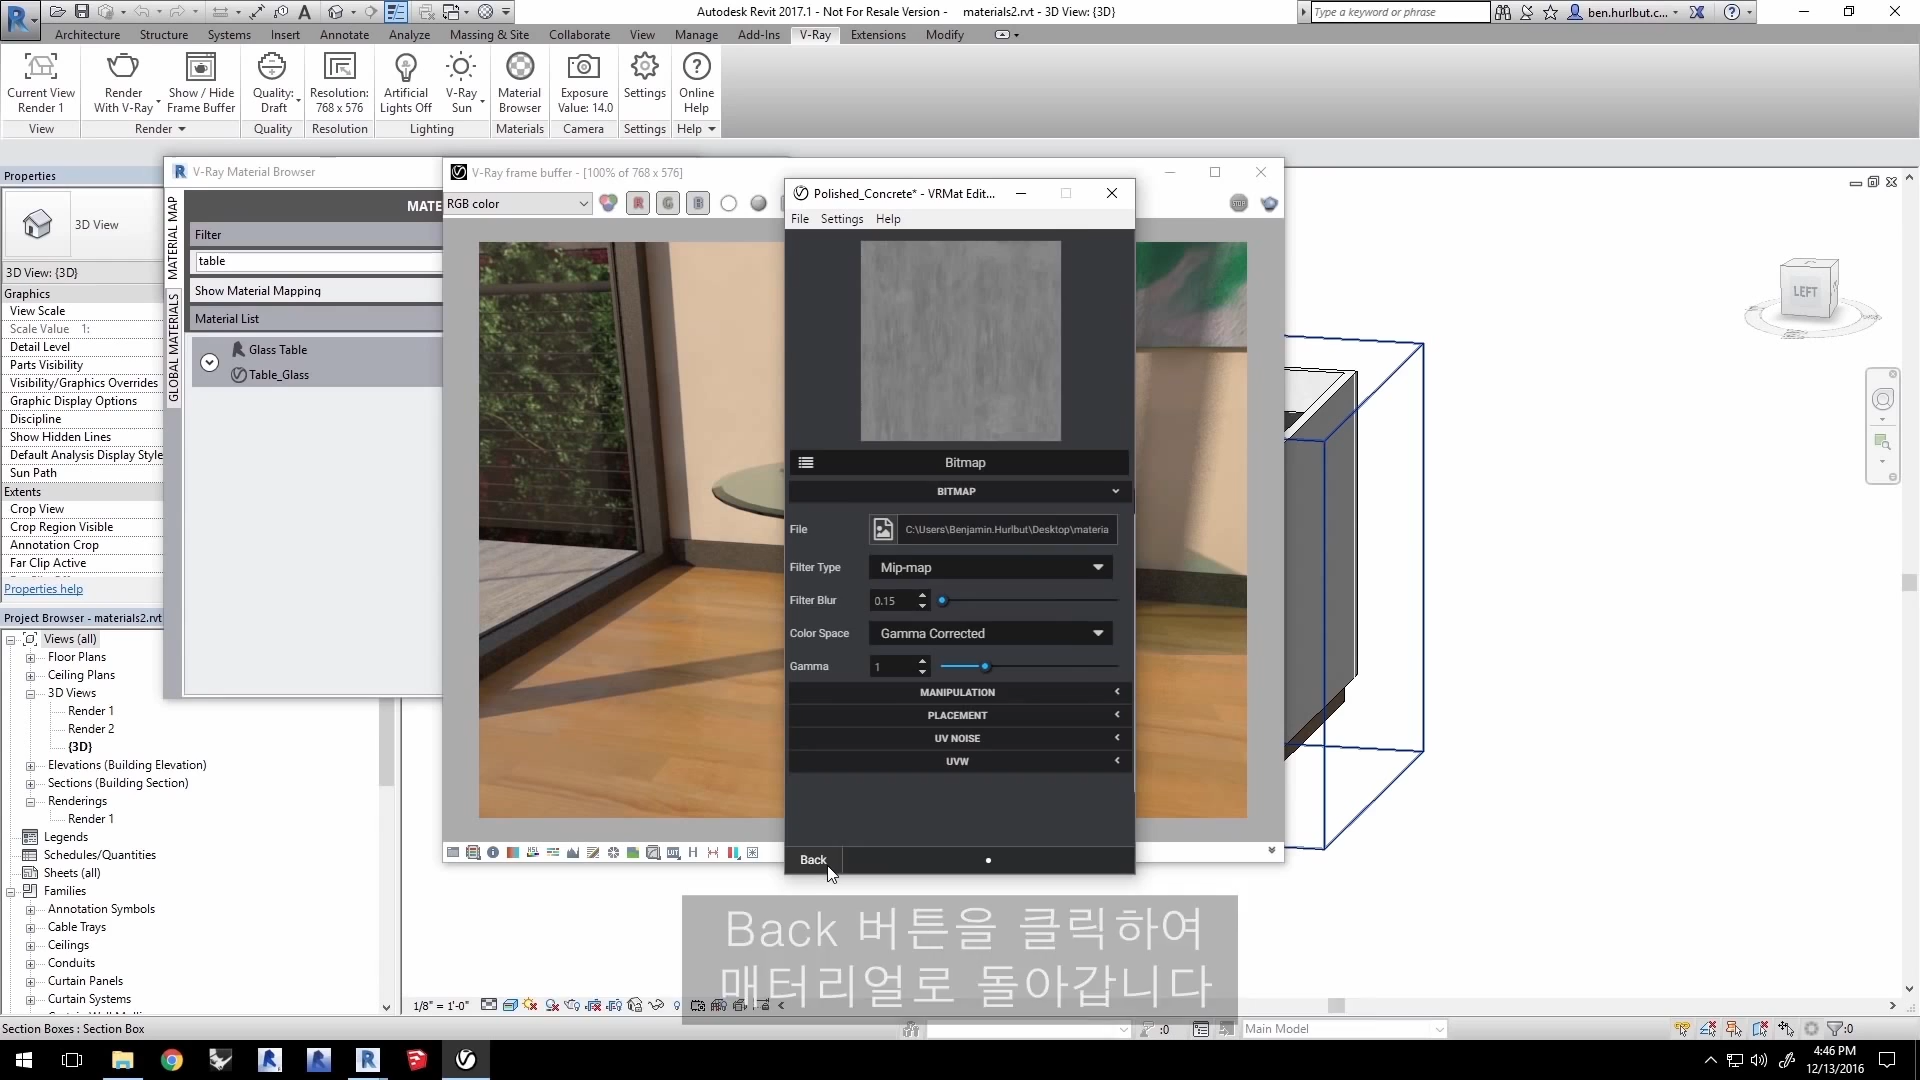 Autodesk Revit 2017.1 - Not For Resale Version - materials2.rvt - 3D View: {3D}
Type a keyword or phrase
ben.hurlbut.c...
Architecture Structure Systems Insert Annotate Analyze Massing & Site Collaborate View Manage Add-Ins V-Ray Extensions Modify
Current View
Render 1
Render
With V-Ray
Show / Hide
Frame Buffer
Quality:
Draft
Resolution:
768 x 576
Artificial
Lights Off
V-Ray
Sun
Material
Browser
Exposure
Value: 14.0
Settings
Online
Help
View Render Quality Resolution Lighting Materials Camera Settings Help
Properties
3D View
3D View: {3D}
Graphics
View Scale
Scale Value 1:
Detail Level
Parts Visibility
Visibility/Graphics Overrides
Graphic Display Options
Discipline
Show Hidden Lines
Default Analysis Display Style
Sun Path
Extents
Crop View
Crop Region Visible
Annotation Crop
Far Clip Active
Properties help
Project Browser - materials2.rvt
Views (all)
Floor Plans
Ceiling Plans
3D Views
Render 1
Render 2
{3D}
Elevations (Building Elevation)
Sections (Building Section)
Renderings
Render 1
Legends
Schedules/Quantities
Sheets (all)
Families
Annotation Symbols
Cable Trays
Ceilings
Conduits
Curtain Panels
Curtain Systems
V-Ray Material Browser
MATERIAL MAP
GLOBAL MATERIALS
MATE
Filter
table
Show Material Mapping
Material List
Glass Table
Table_Glass
V-Ray frame buffer - [100% of 768 x 576]
RGB color
R G B
Polished_Concrete* - VRMat Edit...
File Settings Help
Bitmap
BITMAP
File C:\Users\Benjamin.Hurlbut\Desktop\materia
Filter Type Mip-map
Filter Blur 0.15
Color Space Gamma Corrected
Gamma 1
MANIPULATION
PLACEMENT
UV NOISE
UVW
Back
LEFT
Back 버튼을 클릭하여
매터리얼로 돌아갑니다
1/8" = 1'-0"
Section Boxes : Section Box
:0
Main Model
:0
4:46 PM
12/13/2016